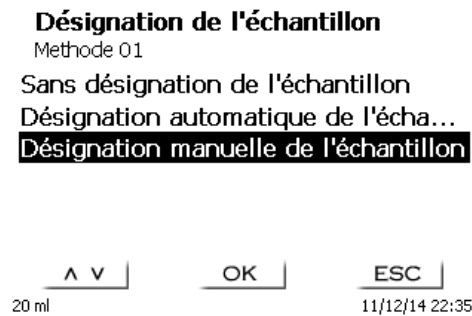 Désignation de l'échantillon
Methode 01
Sans désignation de l'échantillon
Désignation automatique de l'écha...
Désignation manuelle de l'échantillon
∧ ∨ OK ESC
20 ml 11/12/14 22:35